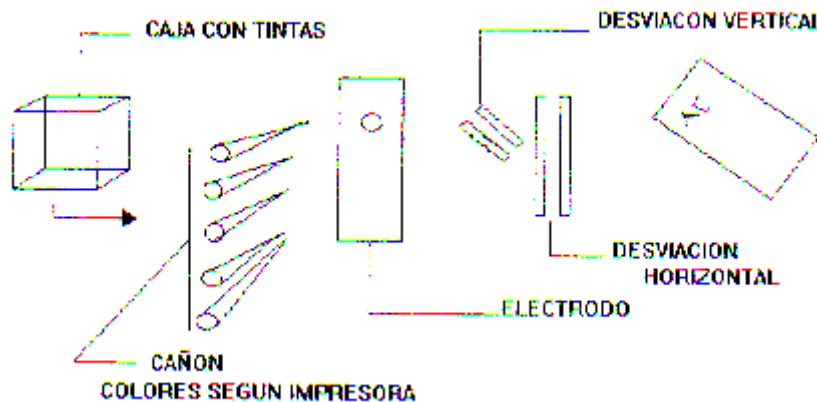 CAJA CON TINTAS
DESVIACON VERTICAL
DESVIACION
HORIZONTAL
ELECTRODO
CAÑON
COLORES SEGUN IMPRESORA